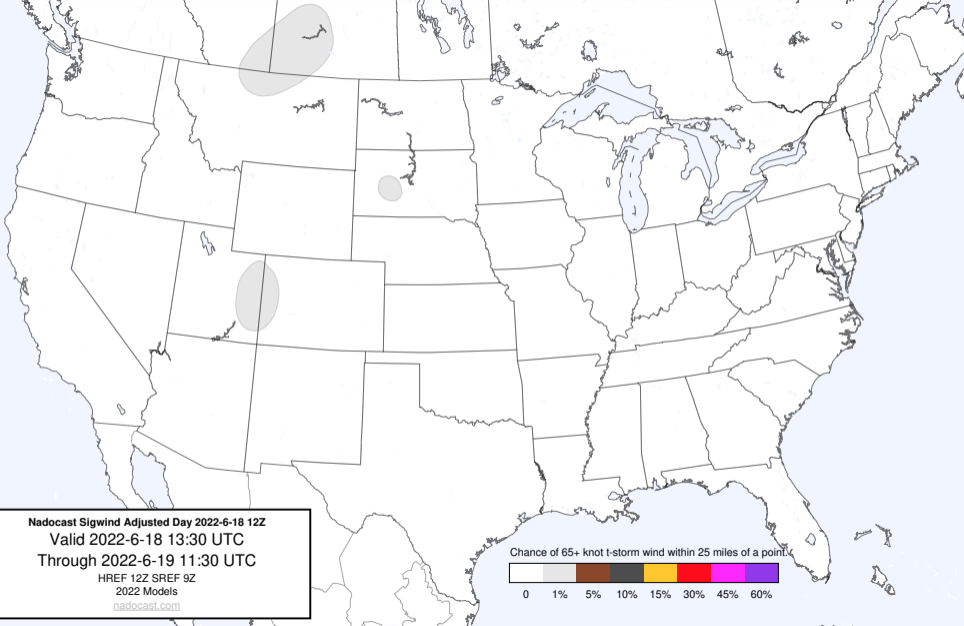 Nadocast Sigwind Adjusted Day 2022-6-18 12Z
Valid 2022-6-18 13:30 UTC
Through 2022-6-19 11:30 UTC
HREF 12Z SREF 9Z
2022 Models
nadocast.com
Chance of 65+ knot t-storm wind within 25 miles of a point.
0 1% 5% 10% 15% 30% 45% 60%